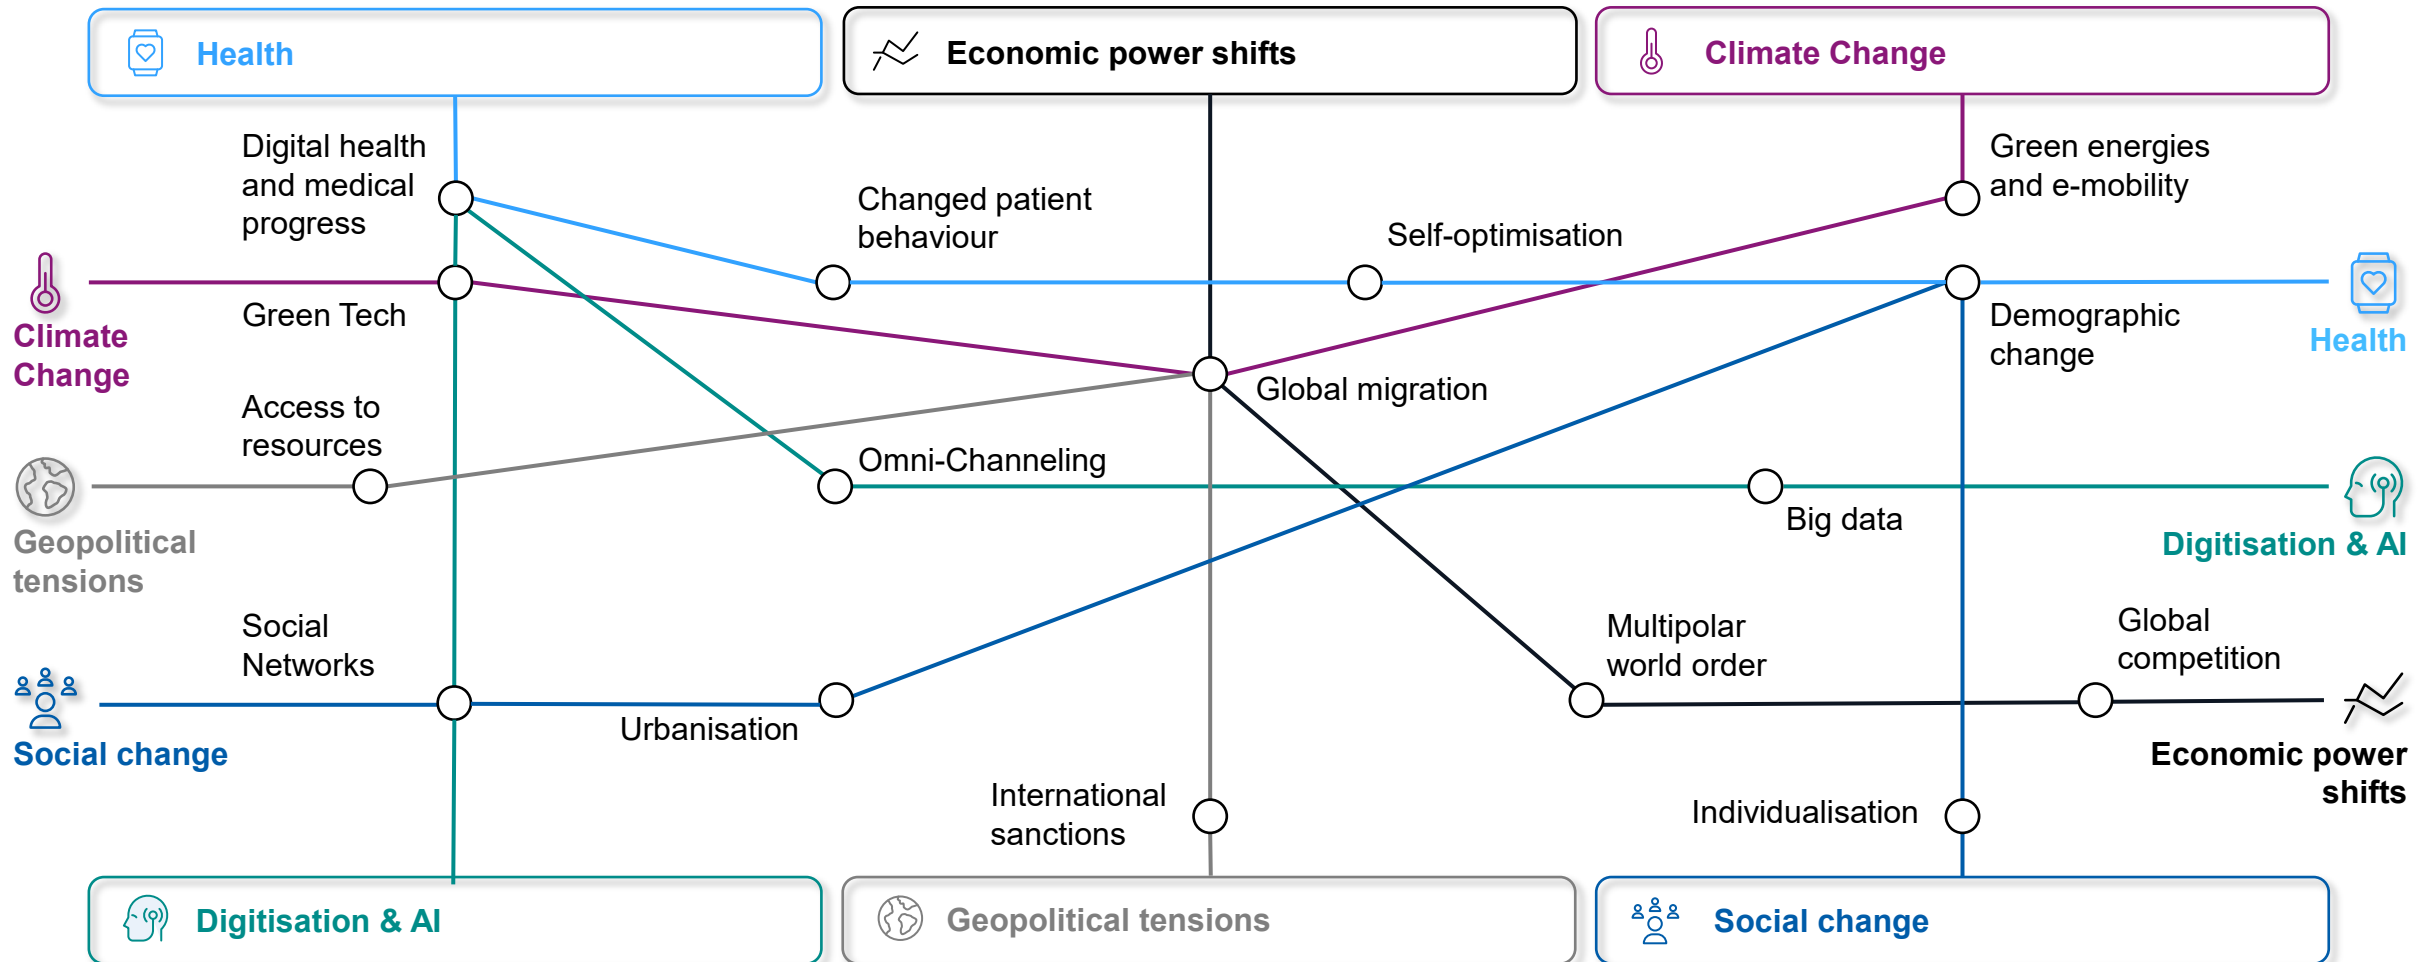 Health
Economic power shifts
Climate Change
Digital health
and medical
progress
Changed patient
behaviour
Self-optimisation
Green energies
and e-mobility
Climate
Change
Green Tech
Demographic
change
Health
Global migration
Access to
resources
Omni-Channeling
Big data
Geopolitical
tensions
Digitisation & AI
Social
Networks
Multipolar
world order
Global
competition
Urbanisation
Social change
Economic power
shifts
International
sanctions
Individualisation
Digitisation & AI
Geopolitical tensions
Social change